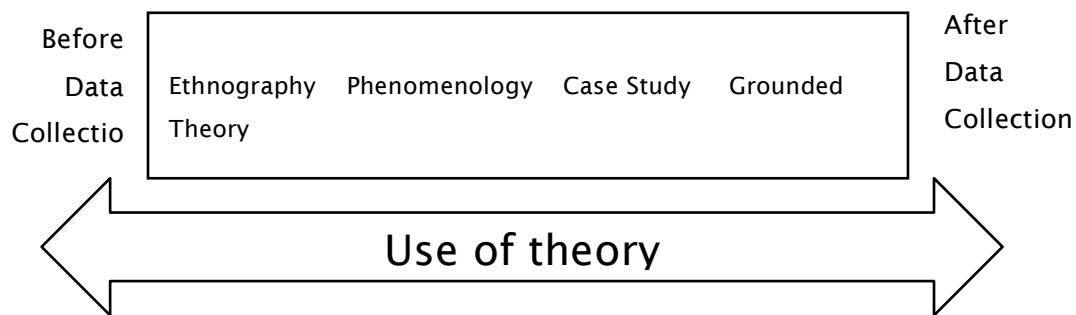 Before
Data
Collectio
Ethnography Phenomenology Case Study Grounded
Theory
After
Data
Collection
Use of theory